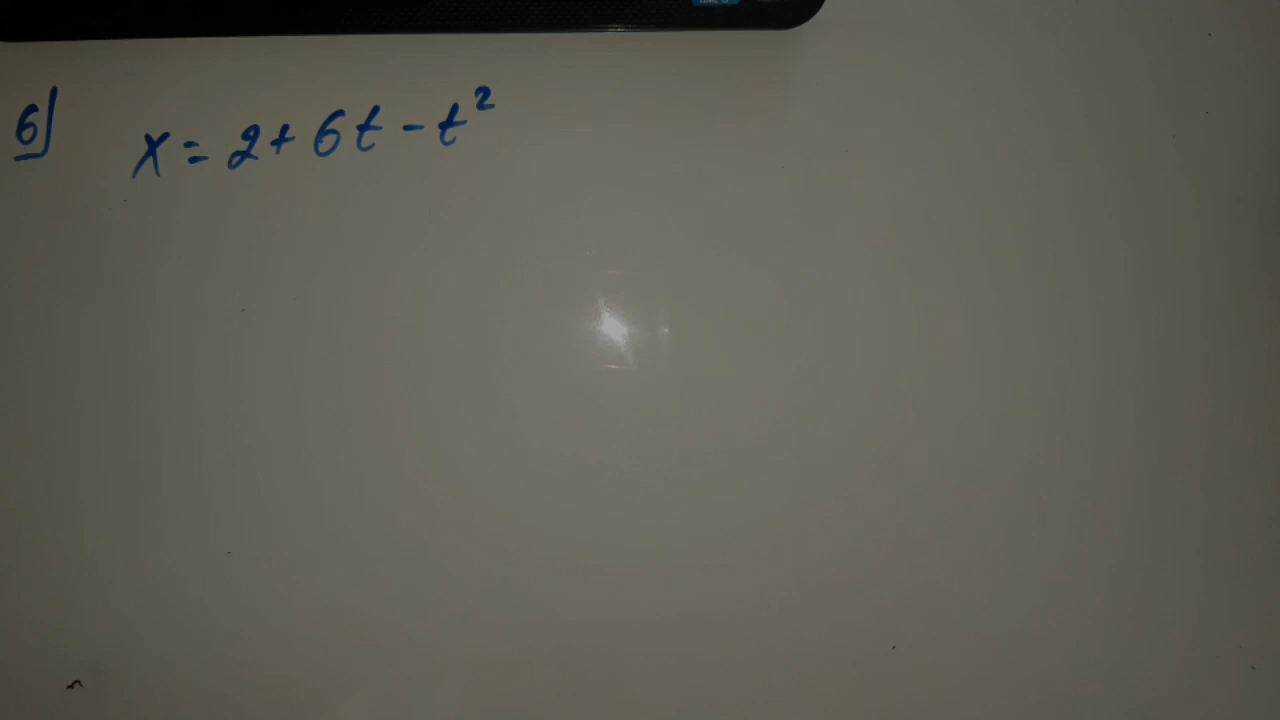 6) x = 2 + 6t - t²